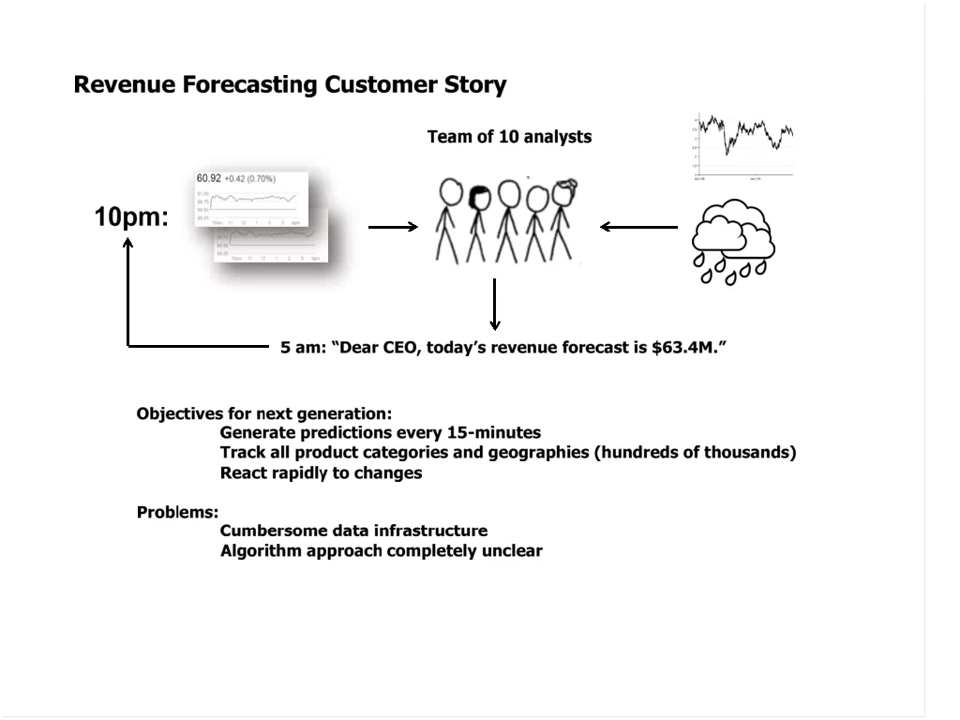 Revenue Forecasting Customer Story
Team of 10 analysts
60.92 +0.42 (0.70%)
10pm:
5 am: “Dear CEO, today’s revenue forecast is $63.4M.”
Objectives for next generation:
Generate predictions every 15-minutes
Track all product categories and geographies (hundreds of thousands)
React rapidly to changes
Problems:
Cumbersome data infrastructure
Algorithm approach completely unclear